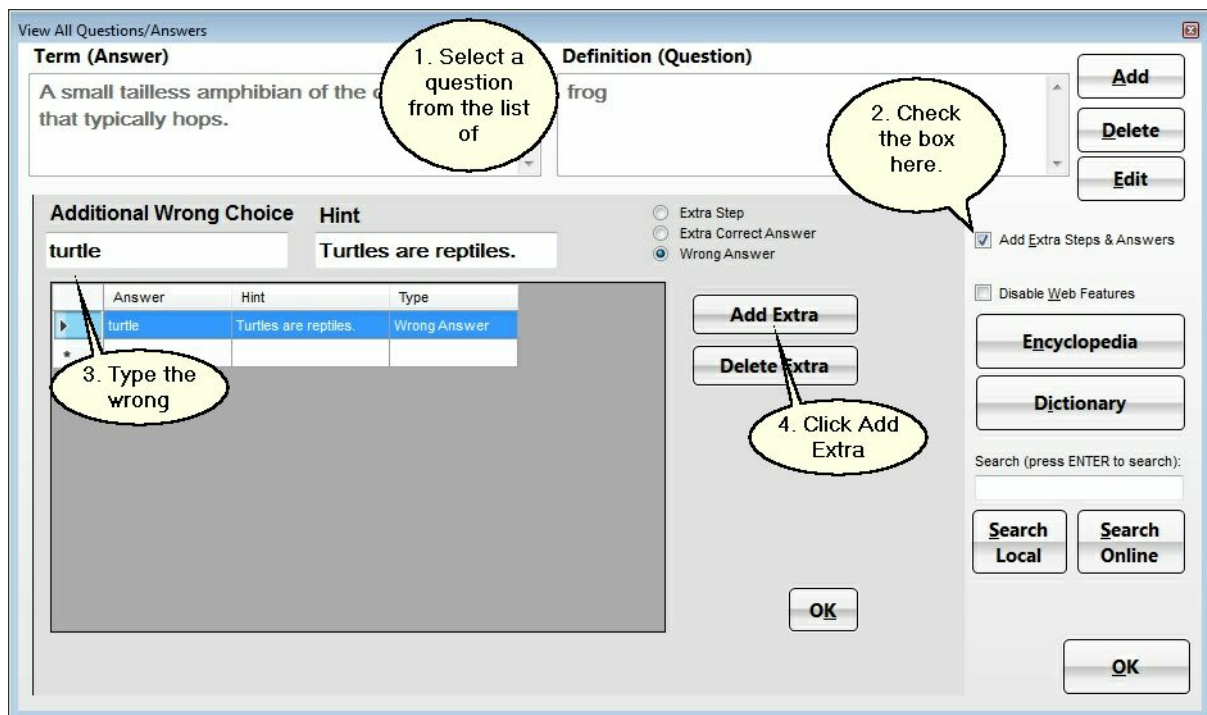 View All Questions/Answers
Term (Answer)
Definition (Question)
1. Select a
question
from the list
of
A small tailless amphibian of the
that typically hops.
frog
2. Check
the box
here.
Add
Delete
Edit
Additional Wrong Choice
Hint
turtle
Turtles are reptiles.
Extra Step
Extra Correct Answer
Wrong Answer
Add Extra Steps & Answers
Disable Web Features
Answer Hint Type
turtle Turtles are reptiles. Wrong Answer
*
3. Type the
wrong
Add Extra
Delete Extra
4. Click Add
Extra
Encyclopedia
Dictionary
Search (press ENTER to search):
Search
Local
Search
Online
OK
OK